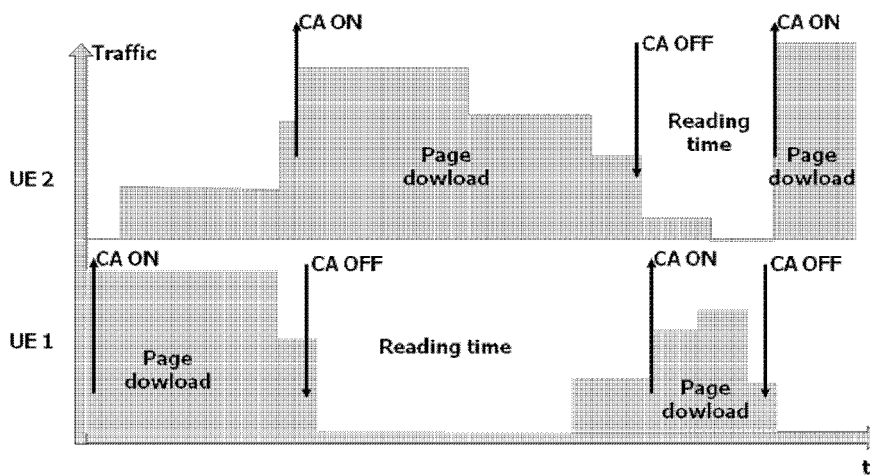 CA ON
CA ON
Traffic
CA OFF
Reading
time
Page
dowload
Page
dowload
UE 2
CA ON
CA OFF
CA ON
CA OFF
UE 1
Reading time
Page
dowload
Page
dowload
t